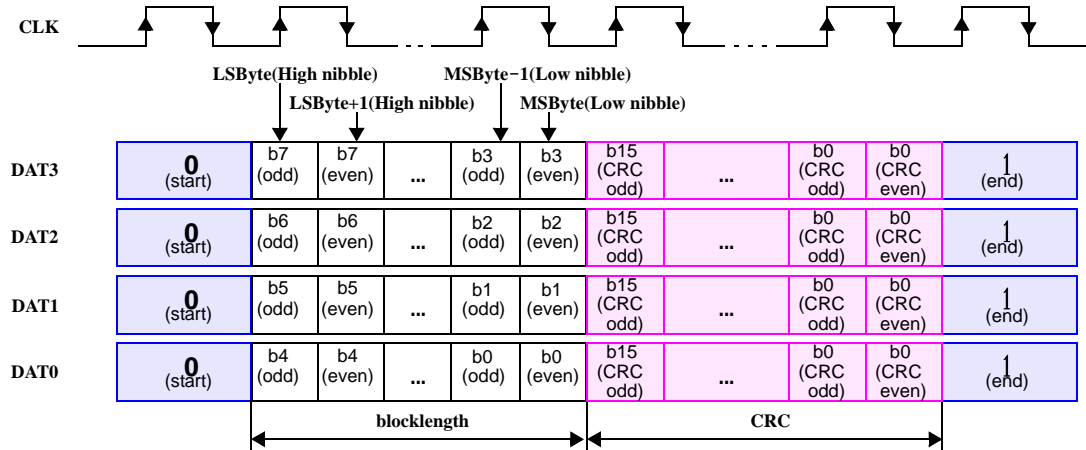 CLK
LSByte(High nibble) MSByte−1(Low nibble)
LSByte+1(High nibble) MSByte(Low nibble)
DAT3
0
(start)
b7
(odd)
b7
(even)
...
b3
(odd)
b3
(even)
b15
(CRC
odd)
...
b0
(CRC
odd)
b0
(CRC
even)
1
(end)
DAT2
0
(start)
b6
(odd)
b6
(even)
...
b2
(odd)
b2
(even)
b15
(CRC
odd)
...
b0
(CRC
odd)
b0
(CRC
even)
1
(end)
DAT1
0
(start)
b5
(odd)
b5
(even)
...
b1
(odd)
b1
(even)
b15
(CRC
odd)
...
b0
(CRC
odd)
b0
(CRC
even)
1
(end)
DAT0
0
(start)
b4
(odd)
b4
(even)
...
b0
(odd)
b0
(even)
b15
(CRC
odd)
...
b0
(CRC
odd)
b0
(CRC
even)
1
(end)
blocklength CRC